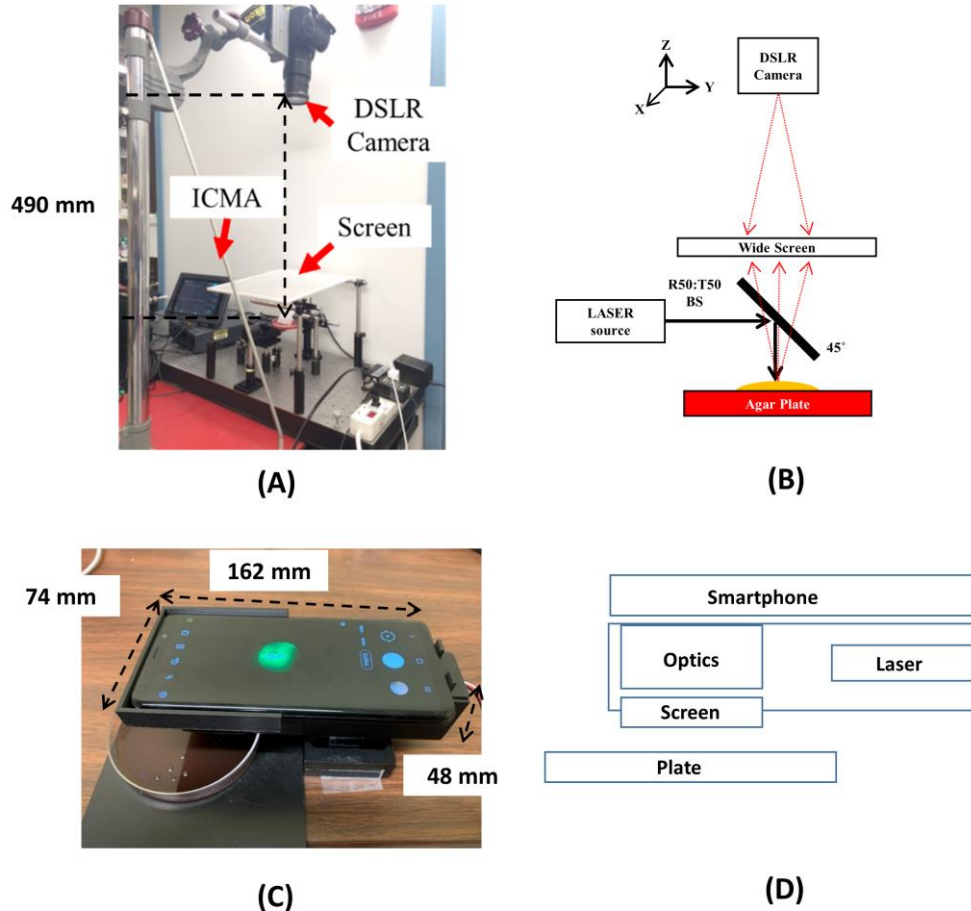 DSLR
Camera
490 mm
ICMA
Screen
(A)
Z
Y
X
DSLR
Camera
Wide Screen
R50:T50
BS
LASER
source
45°
Agar Plate
(B)
162 mm
74 mm
48 mm
(C)
Smartphone
Optics
Laser
Screen
Plate
(D)